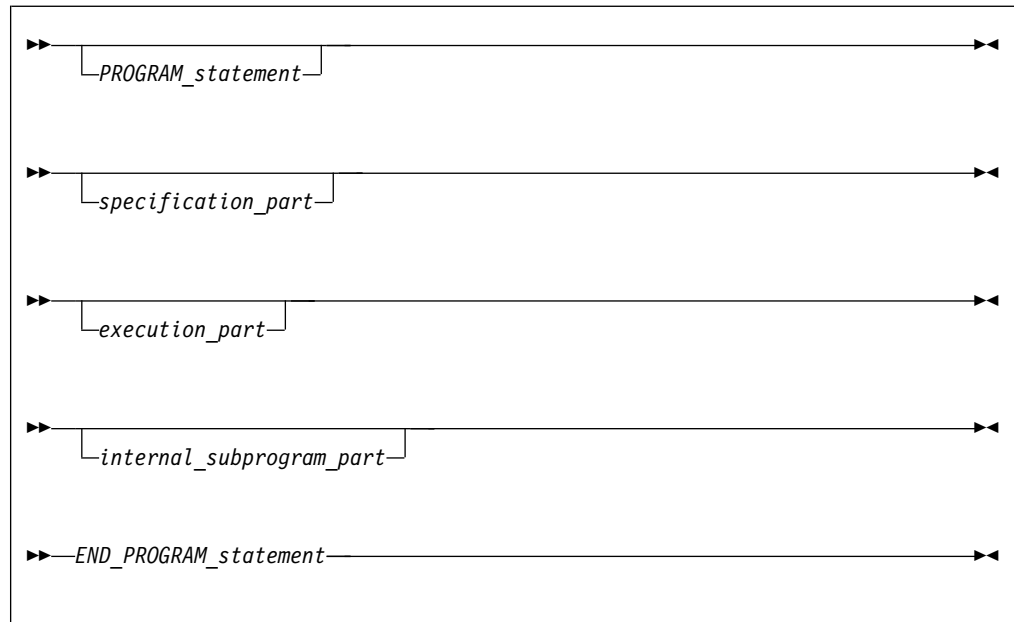 PROGRAM_statement
specification_part
execution_part
internal_subprogram_part
END_PROGRAM_statement